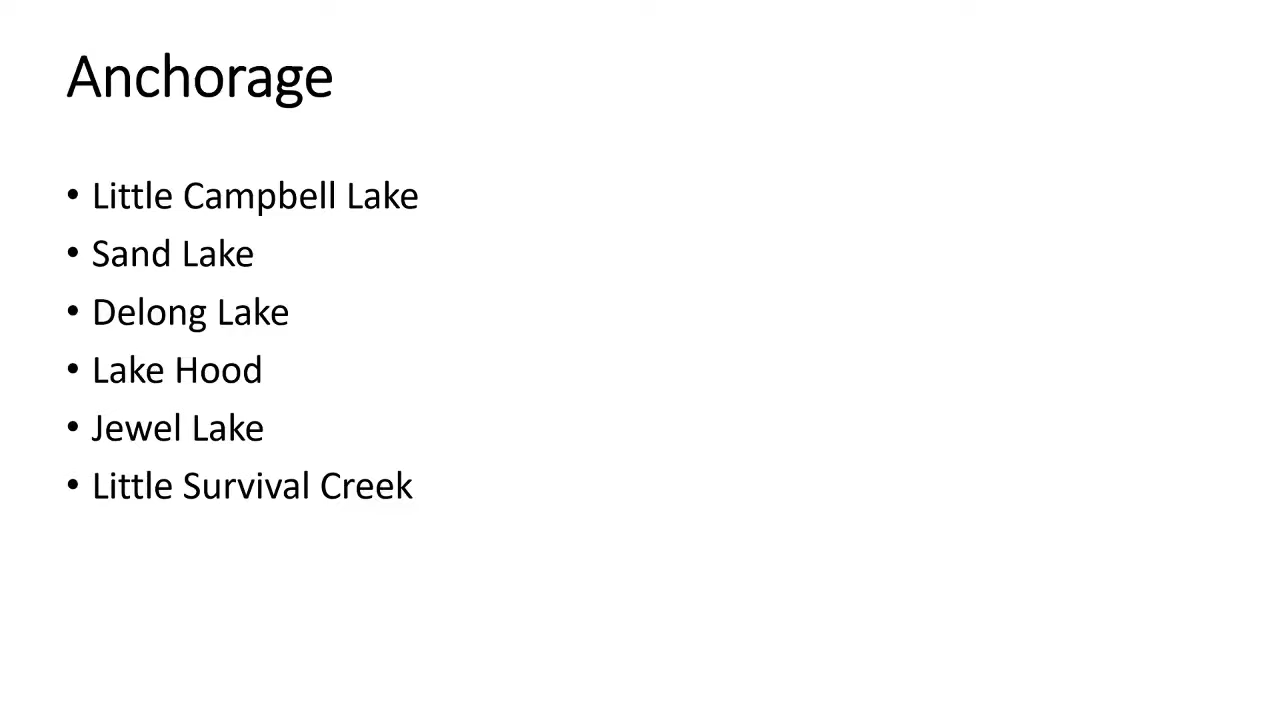 Anchorage
• Little Campbell Lake
• Sand Lake
• Delong Lake
• Lake Hood
• Jewel Lake
• Little Survival Creek